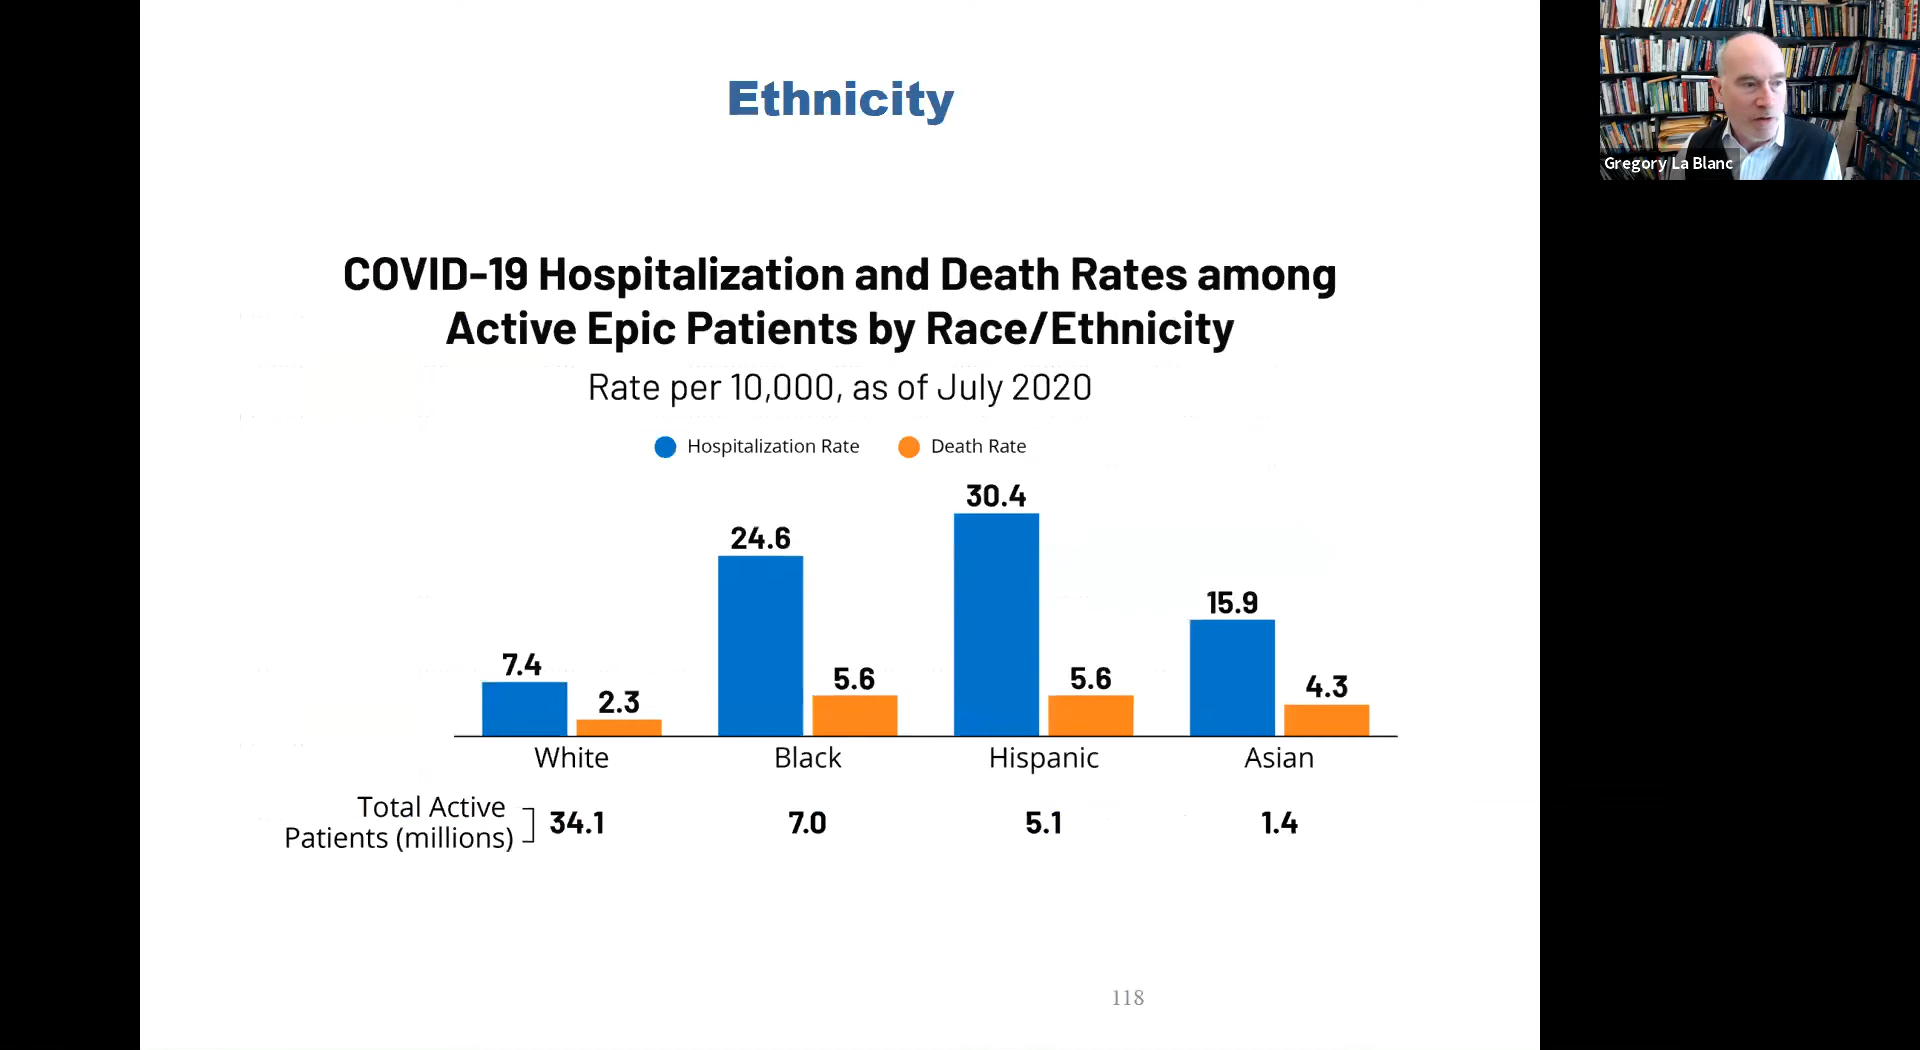 Ethnicity
Gregory La Blanc
COVID-19 Hospitalization and Death Rates among
Active Epic Patients by Race/Ethnicity
Rate per 10,000, as of July 2020
Hospitalization Rate Death Rate
30.4
24.6
15.9
7.4
5.6 5.6
4.3
2.3
White Black Hispanic Asian
Total Active
Patients (millions)
34.1 7.0 5.1 1.4
118